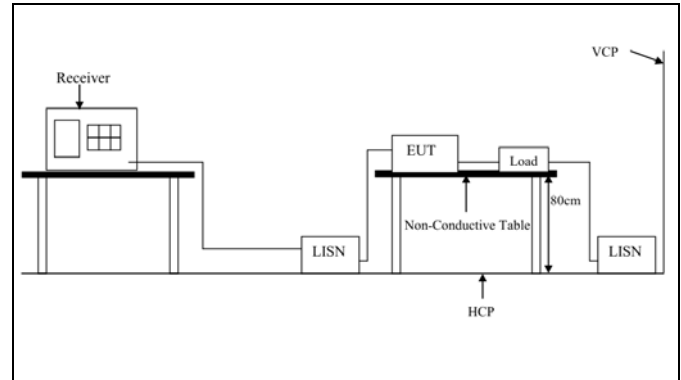 VCP
Receiver
EUT
Load
80cm
Non-Conductive Table
LISN
LISN
HCP